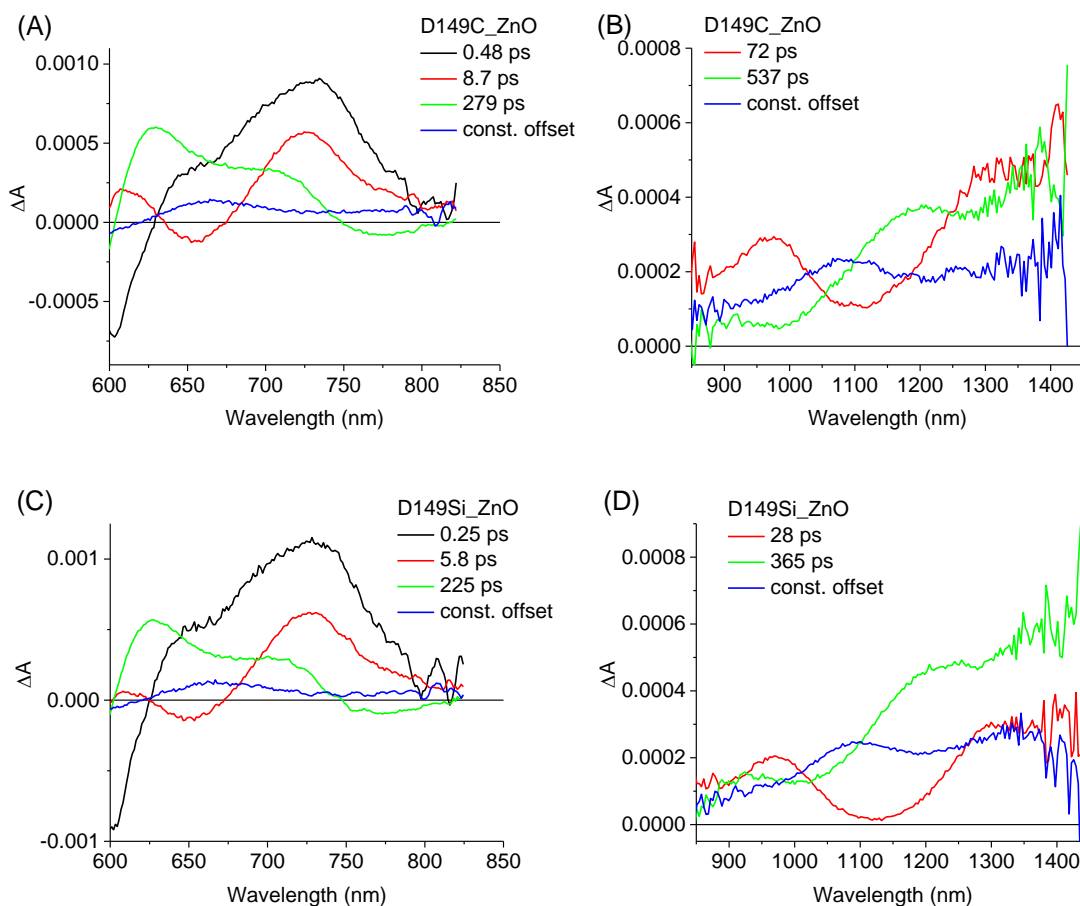 (A)
D149C_ZnO
0.48 ps
8.7 ps
279 ps
const. offset
0.0010
0.0005
0.0000
-0.0005
ΔA
600 650 700 750 800 850
Wavelength (nm)
(B)
D149C_ZnO
72 ps
537 ps
const. offset
0.0008
0.0006
0.0004
0.0002
0.0000
ΔA
900 1000 1100 1200 1300 1400
Wavelength (nm)
(C)
D149Si_ZnO
0.25 ps
5.8 ps
225 ps
const. offset
0.001
0.000
-0.001
ΔA
600 650 700 750 800 850
Wavelength (nm)
(D)
D149Si_ZnO
28 ps
365 ps
const. offset
0.0008
0.0006
0.0004
0.0002
0.0000
ΔA
900 1000 1100 1200 1300 1400
Wavelength (nm)